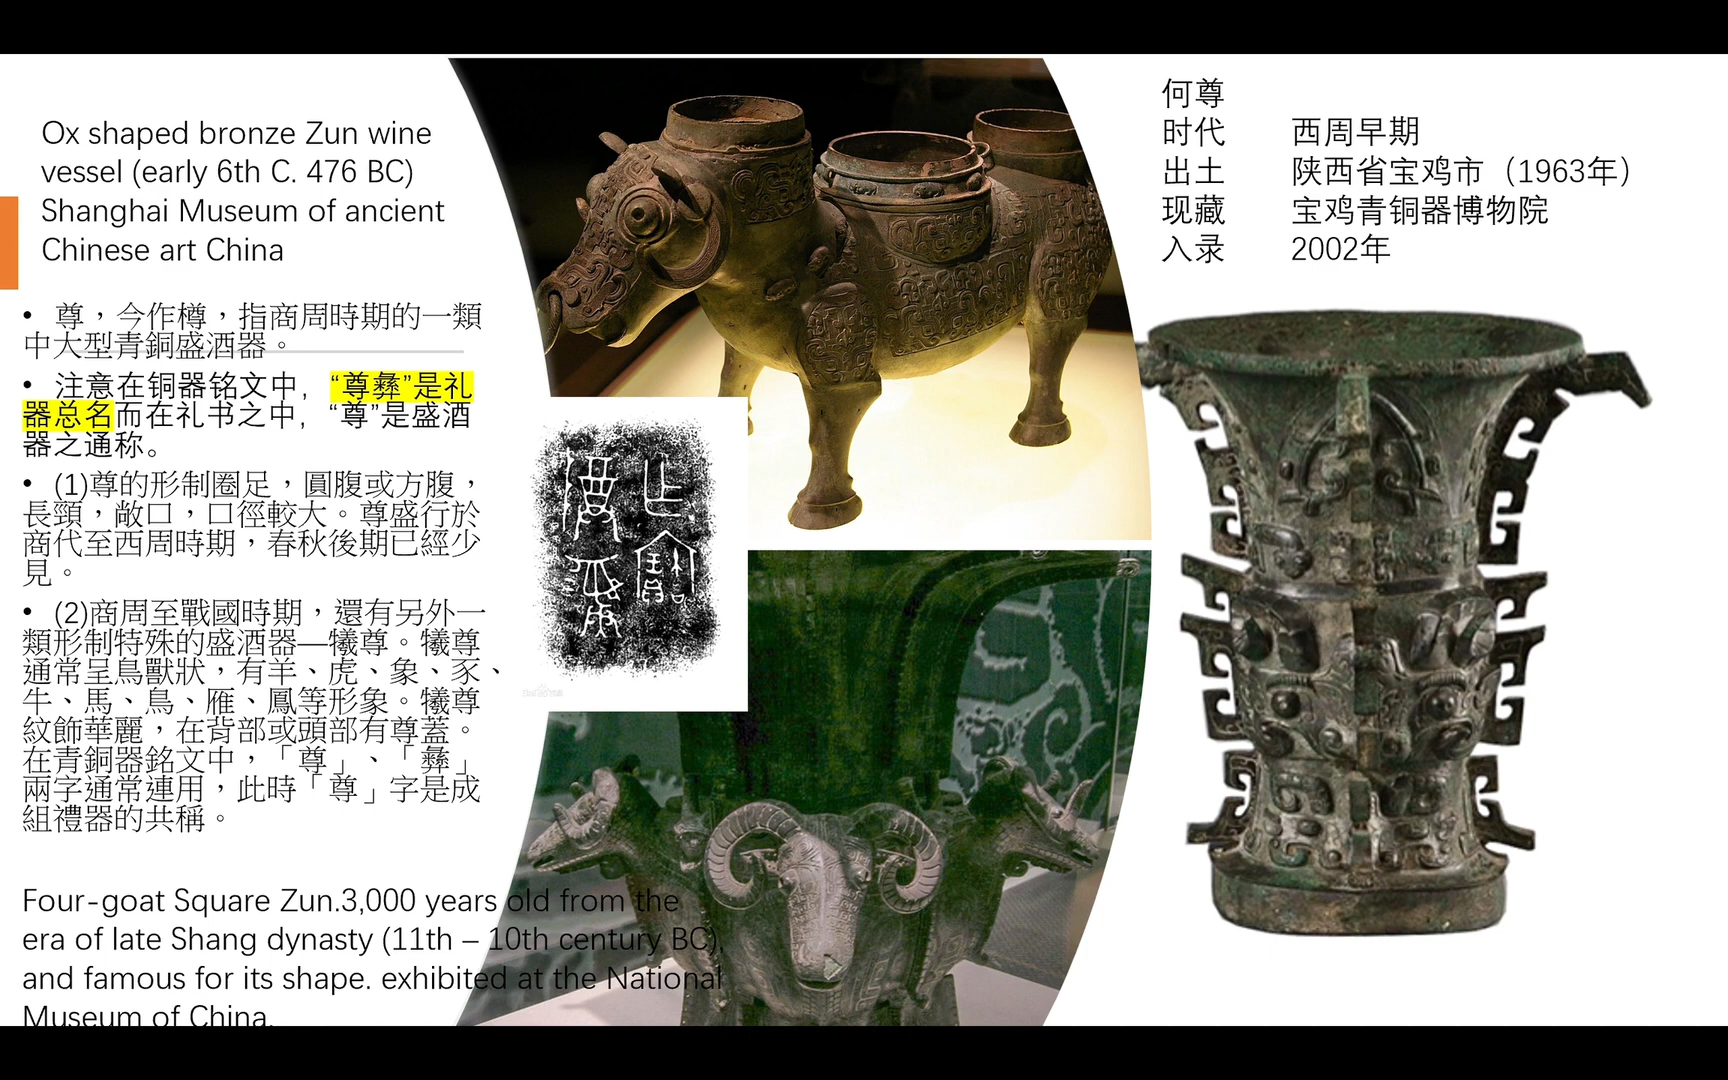 Ox shaped bronze Zun wine
vessel (early 6th C. 476 BC)
Shanghai Museum of ancient
Chinese art China
• 尊，今作樽，指商周時期的一類
中大型青銅盛酒器。
• 注意在铜器铭文中，“尊彝”是礼
器总名而在礼书之中，“尊”是盛酒
器之通称。
• (1)尊的形制圈足，圓腹或方腹，
長頸，敞口，口徑較大。尊盛行於
商代至西周時期，春秋後期已經少
見。
• (2)商周至戰國時期，還有另外一
類形制特殊的盛酒器—犧尊。犧尊
通常呈鳥獸狀，有羊、虎、象、豕、
牛、馬、鳥、雁、鳳等形象。犧尊
紋飾華麗，在背部或頭部有尊蓋。
在青銅器銘文中，「尊」、「彝」
兩字通常連用，此時「尊」字是成
組禮器的共稱。
Four-goat Square Zun.3,000 years old from the
era of late Shang dynasty (11th – 10th century BC),
and famous for its shape. exhibited at the National
Museum of China.
何尊
时代 西周早期
出土 陕西省宝鸡市（1963年）
现藏 宝鸡青铜器博物院
入录 2002年